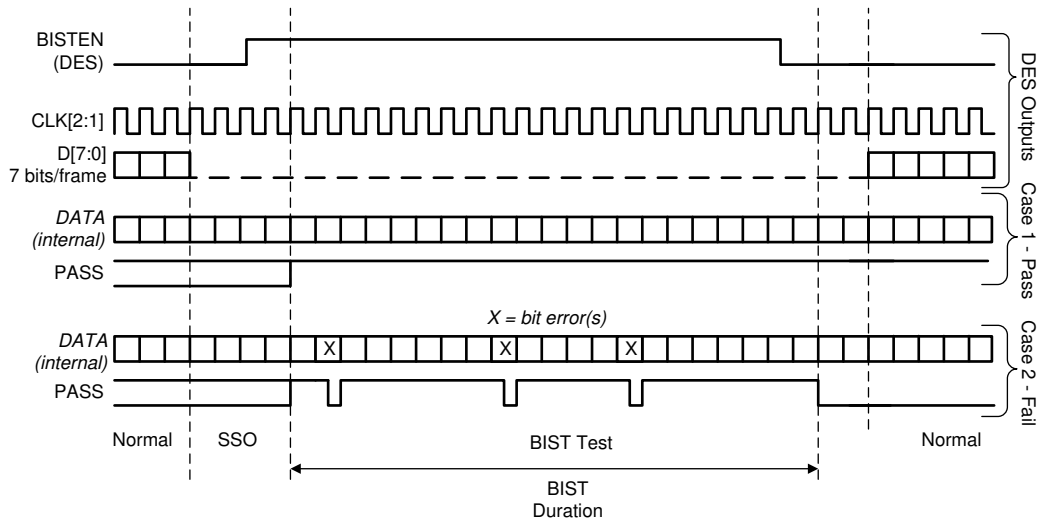 BISTEN
(DES)
CLK[2:1]
D[7:0]
7 bits/frame
DES Outputs
DATA
(internal)
PASS
Case 1 - Pass
X = bit error(s)
DATA
(internal)
X
X
X
PASS
Case 2 - Fail
Normal
SSO
BIST Test
Normal
BIST
Duration